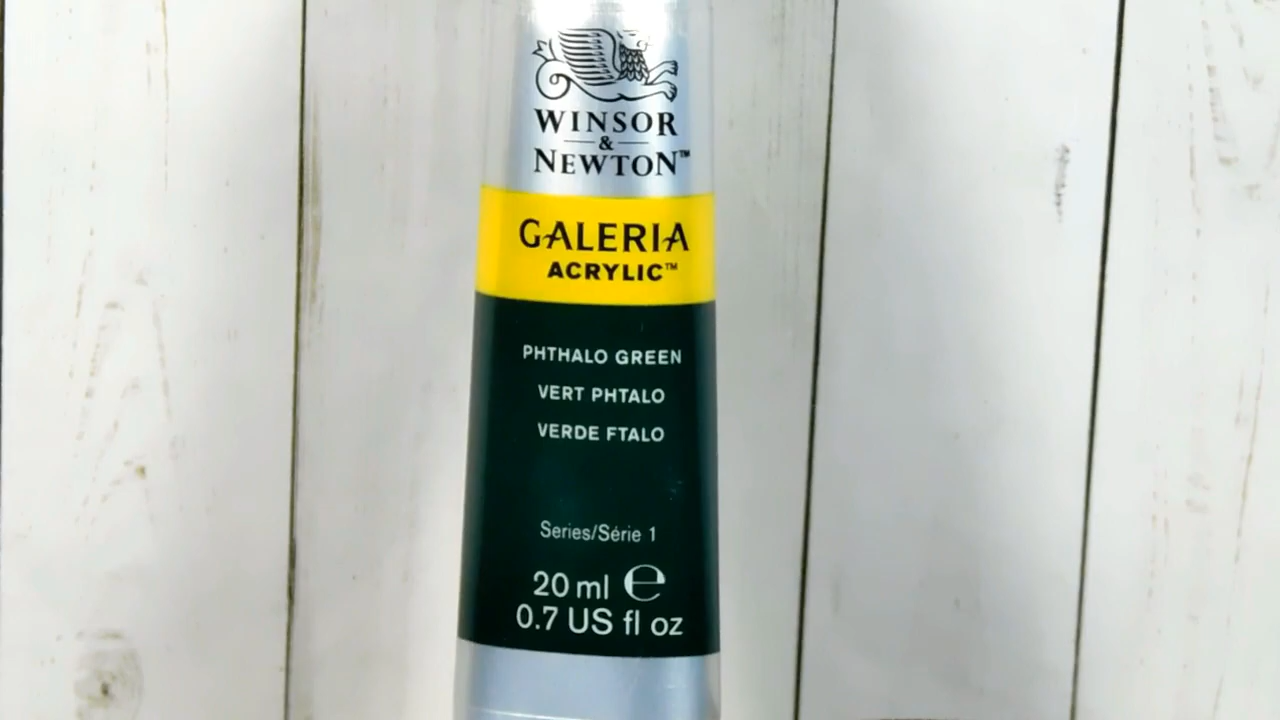 WINSOR
&
NEWTON™
GALERIA
ACRYLIC™
PHTHALO GREEN
VERT PHTALO
VERDE FTALO
Series/Série 1
20 ml ℮
0.7 US fl oz